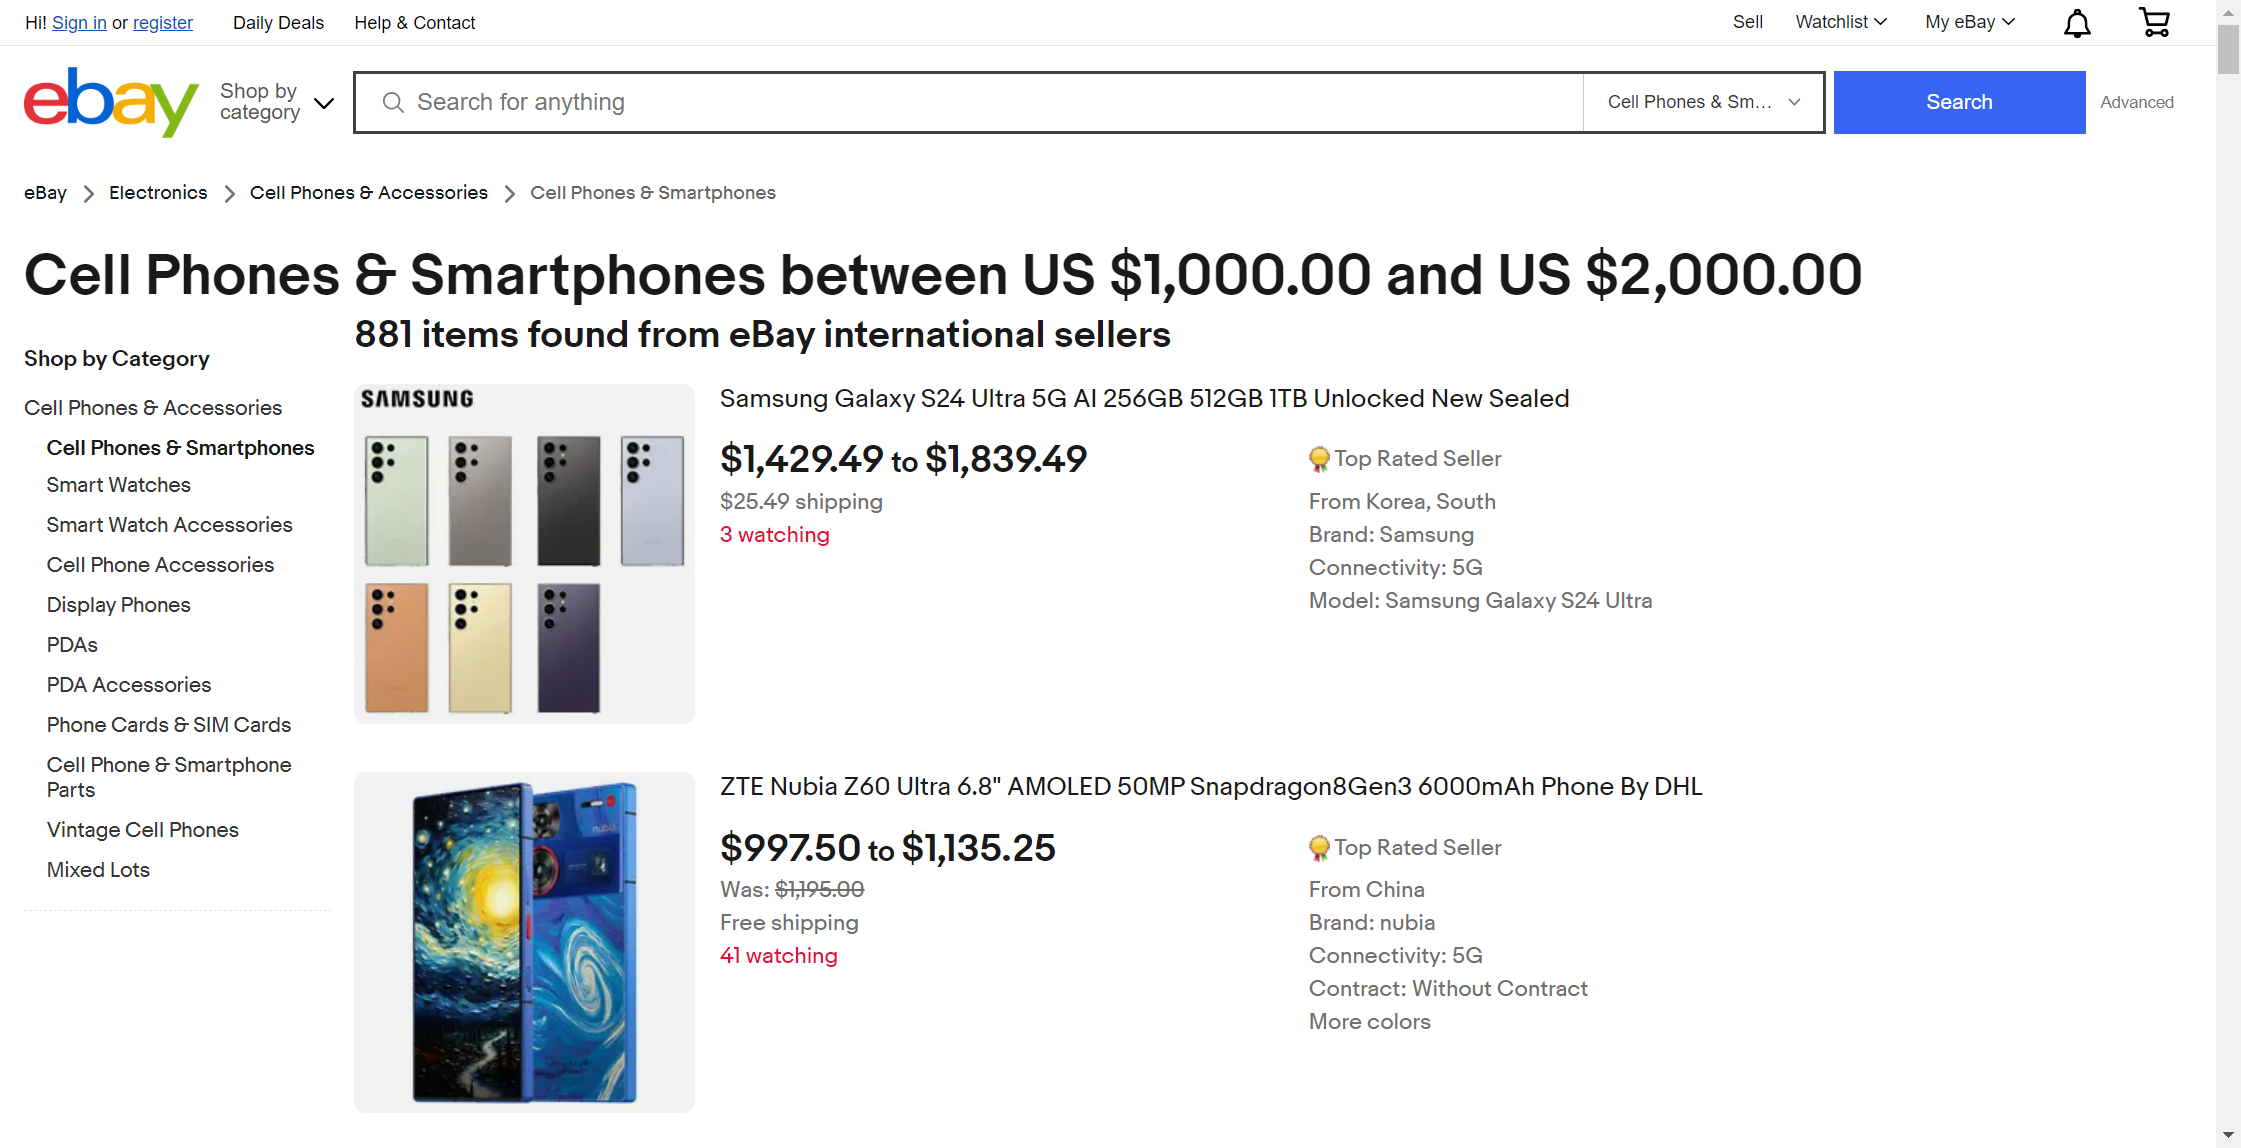 Hi! Sign in or register
Daily Deals
Help & Contact
Sell
Watchlist
My eBay
ebay
Shop by
category
Search for anything
Cell Phones & Sm...
Search
Advanced
eBay
Electronics
Cell Phones & Accessories
Cell Phones & Smartphones
Cell Phones & Smartphones between US $1,000.00 and US $2,000.00
881 items found from eBay international sellers
Shop by Category
Cell Phones & Accessories
Cell Phones & Smartphones
Smart Watches
Smart Watch Accessories
Cell Phone Accessories
Display Phones
PDAs
PDA Accessories
Phone Cards & SIM Cards
Cell Phone & Smartphone
Parts
Vintage Cell Phones
Mixed Lots
SAMSUNG
Samsung Galaxy S24 Ultra 5G AI 256GB 512GB 1TB Unlocked New Sealed
$1,429.49 to $1,839.49
$25.49 shipping
3 watching
Top Rated Seller
From Korea, South
Brand: Samsung
Connectivity: 5G
Model: Samsung Galaxy S24 Ultra
nubia
ZTE Nubia Z60 Ultra 6.8" AMOLED 50MP Snapdragon8Gen3 6000mAh Phone By DHL
$997.50 to $1,135.25
Was: $1,195.00
Free shipping
41 watching
Top Rated Seller
From China
Brand: nubia
Connectivity: 5G
Contract: Without Contract
More colors